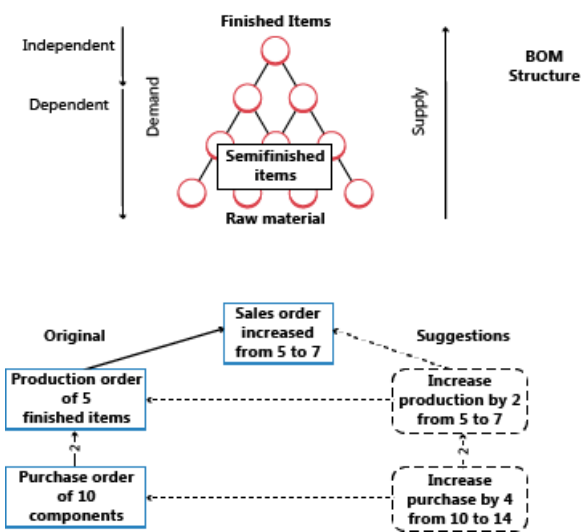 Finished Items
Independent
BOM
Structure
Dependent
Demand
Supply
Semifinished
items
Raw material
Sales order
increased
from 5 to 7
Original
Suggestions
Production order
of 5
finished items
Increase
production by 2
from 5 to 7
2
2
Purchase order
of 10
components
Increase
purchase by 4
from 10 to 14